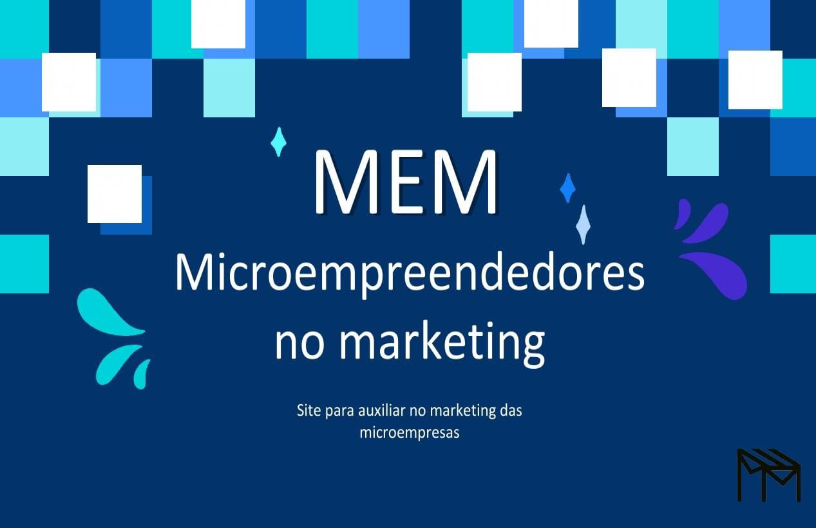 MEM
Microempreendedores
no marketing
Site para auxiliar no marketing das
microempresas